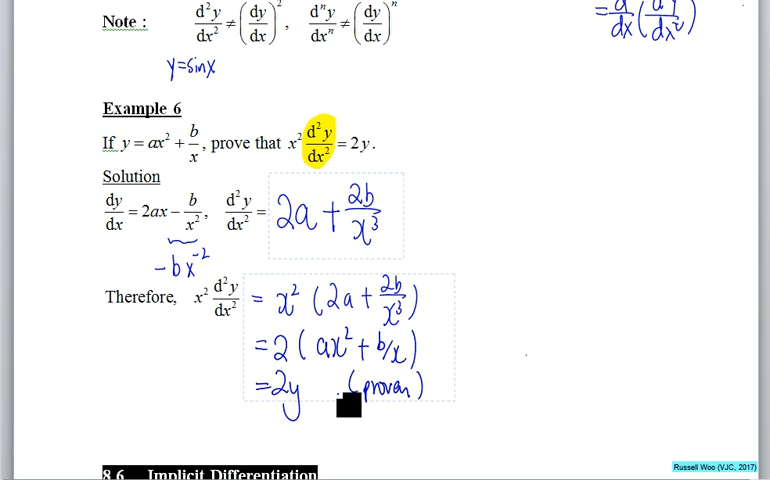 Note : d²y/dx² ≠ (dy/dx)², dⁿy/dxⁿ ≠ (dy/dx)ⁿ
= d/dx (dy/dx²)
y=sinx
Example 6
If y = ax² + b/x, prove that x² d²y/dx² = 2y.
Solution
dy/dx = 2ax − b/x², d²y/dx² = 2a + 2b/x³
-bx⁻²
Therefore, x² d²y/dx² = x² (2a + 2b/x³)
= 2 (ax² + b/x)
= 2y (proven)
8.6 Implicit Differentiation
Russell Woo (VJC, 2017)